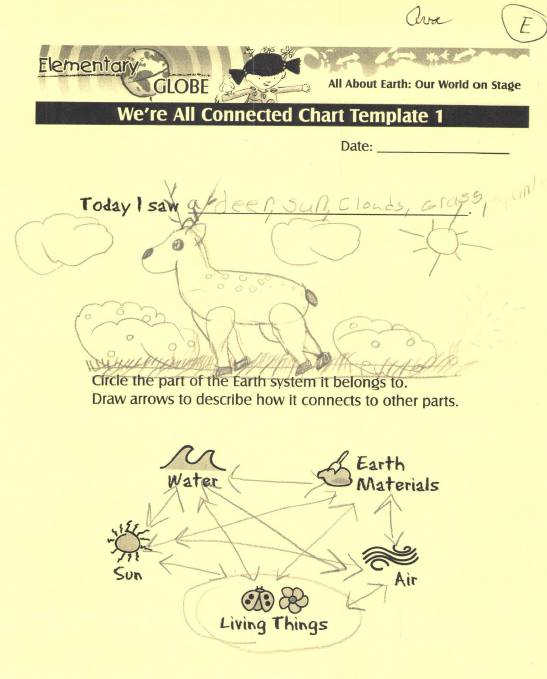 Ava
E
Elementary GLOBE
All About Earth: Our World on Stage
We're All Connected Chart Template 1
Date:
Today I saw a deer, sun, Clouds, Grass,
Circle the part of the Earth system it belongs to.
Draw arrows to describe how it connects to other parts.
Water
Earth Materials
Sun
Air
Living Things